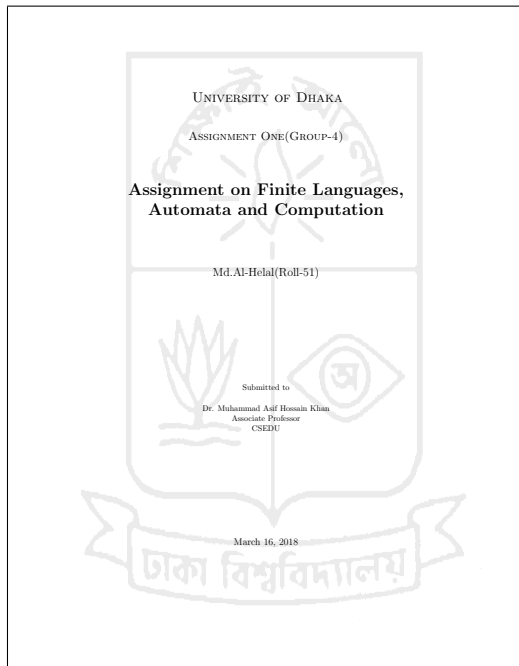 শিক্ষাই আলো
UNIVERSITY OF DHAKA
ASSIGNMENT ONE(GROUP-4)
Assignment on Finite Languages,
Automata and Computation
Md.Al-Helal(Roll-51)
অ
Submitted to
Dr. Muhammad Asif Hossain Khan
Associate Professor
CSEDU
March 16, 2018
ঢাকা বিশ্ববিদ্যালয়